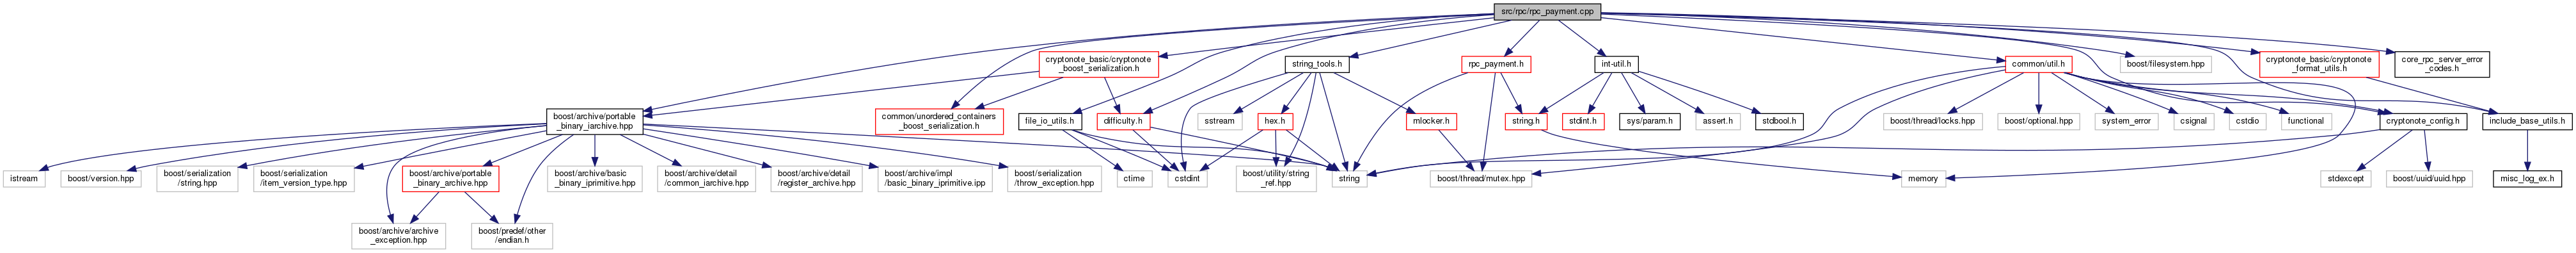 src/rpc/rpc_payment.cpp
cryptonote_basic/cryptonote
_boost_serialization.h
string_tools.h
rpc_payment.h
int-util.h
common/util.h
boost/filesystem.hpp
cryptonote_basic/cryptonote
_format_utils.h
core_rpc_server_error
_codes.h
boost/archive/portable
_binary_iarchive.hpp
common/unordered_containers
_boost_serialization.h
file_io_utils.h
difficulty.h
sstream
hex.h
mlocker.h
string.h
stdint.h
sys/param.h
assert.h
stdbool.h
boost/thread/locks.hpp
boost/optional.hpp
system_error
csignal
cstdio
functional
cryptonote_config.h
include_base_utils.h
istream
boost/version.hpp
boost/serialization
/string.hpp
boost/serialization
/item_version_type.hpp
boost/archive/portable
_binary_archive.hpp
boost/archive/basic
_binary_iprimitive.hpp
boost/archive/detail
/common_iarchive.hpp
boost/archive/detail
/register_archive.hpp
boost/archive/impl
/basic_binary_iprimitive.ipp
boost/serialization
/throw_exception.hpp
ctime
cstdint
boost/utility/string
_ref.hpp
string
boost/thread/mutex.hpp
memory
stdexcept
boost/uuid/uuid.hpp
misc_log_ex.h
boost/archive/archive
_exception.hpp
boost/predef/other
/endian.h